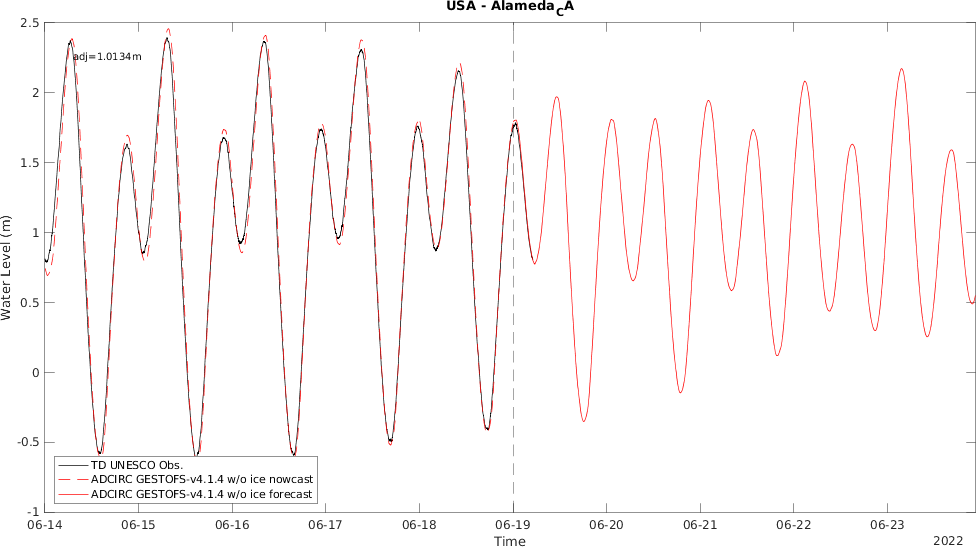 USA - Alameda_CA
adj=1.0134m
2.5
2
1.5
1
0.5
0
-0.5
-1
Water Level (m)
TD UNESCO Obs.
ADCIRC GESTOFS-v4.1.4 w/o ice nowcast
ADCIRC GESTOFS-v4.1.4 w/o ice forecast
06-14 06-15 06-16 06-17 06-18 06-19 06-20 06-21 06-22 06-23
Time
2022